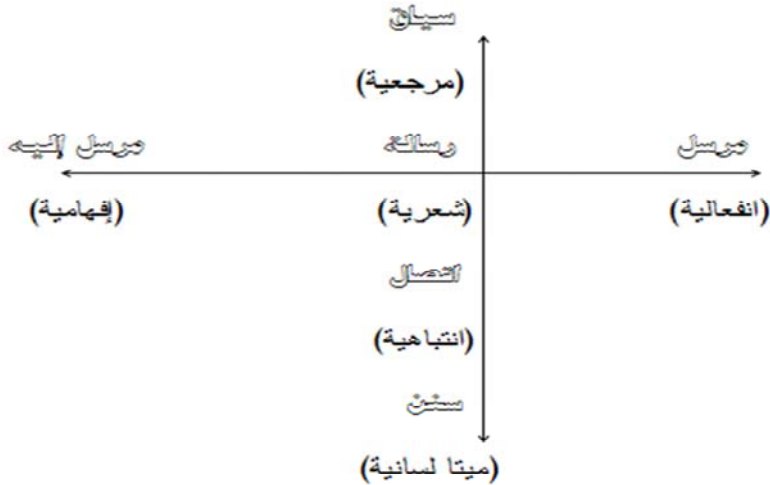 سياق
(مرجعية)
مرسل رسالة مرسل إليه
(انفعالية) (شعرية) (إفهامية)
اتصال
(انتباهية)
سنن
(ميتا لسانية)